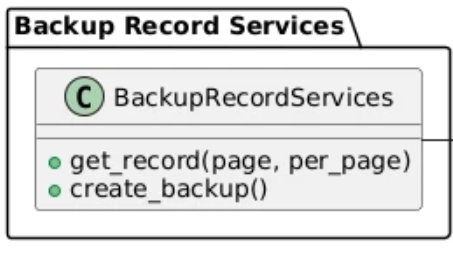 Backup Record Services
C BackupRecordServices
get_record(page, per_page)
create_backup()